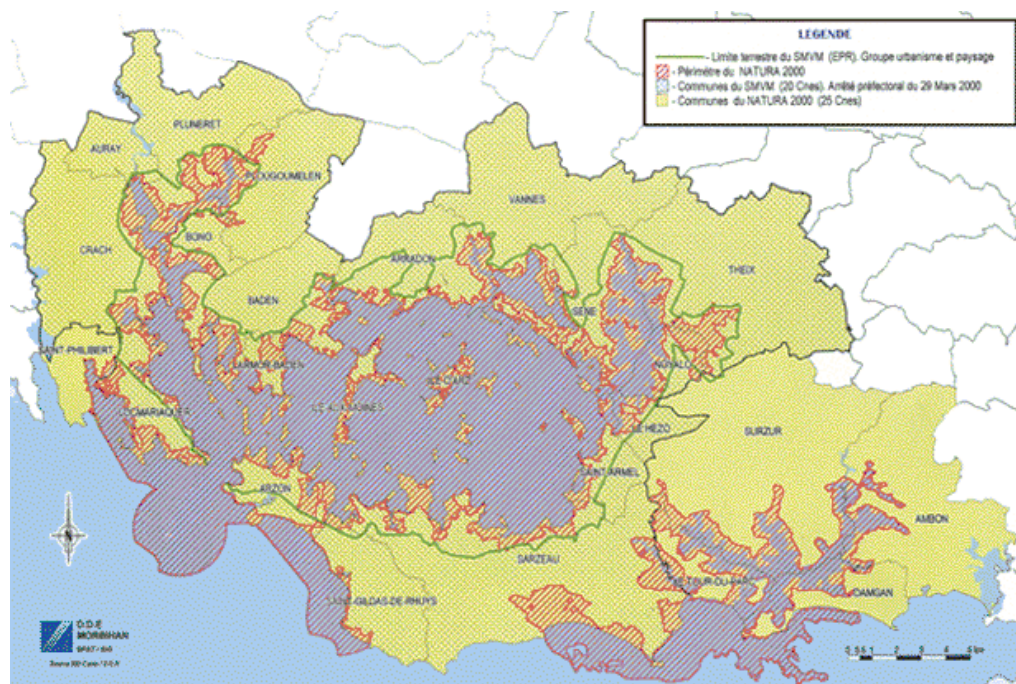 LEGENDE
- Limite terrestre du SMVM (EPR). Groupe urbanisme et paysage
- Périmètre du NATURA 2000
- Communes du SMVM (20 Cnes). Arrêté préfectoral du 29 Mars 2000
- Communes du NATURA 2000 (25 Cnes)
PLUNERET
AURAY
PLOUGOUMELEN
VANNES
BONO
CRACH
ARRADON
THEIX
BADEN
SENE
SAINT-PHILIBERT
LARMOR-BADEN
NOYALO
ILE D'ARZ
ILE AUX MOINES
LOCMARIAQUER
LE HEZO
SURZUR
SAINT-ARMEL
ARZON
AMBON
SARZEAU
LE TOUR-DU-PARC
DAMGAN
SAINT-GILDAS-DE-RHUYS
D.D.E
MORBIHAN
5 km